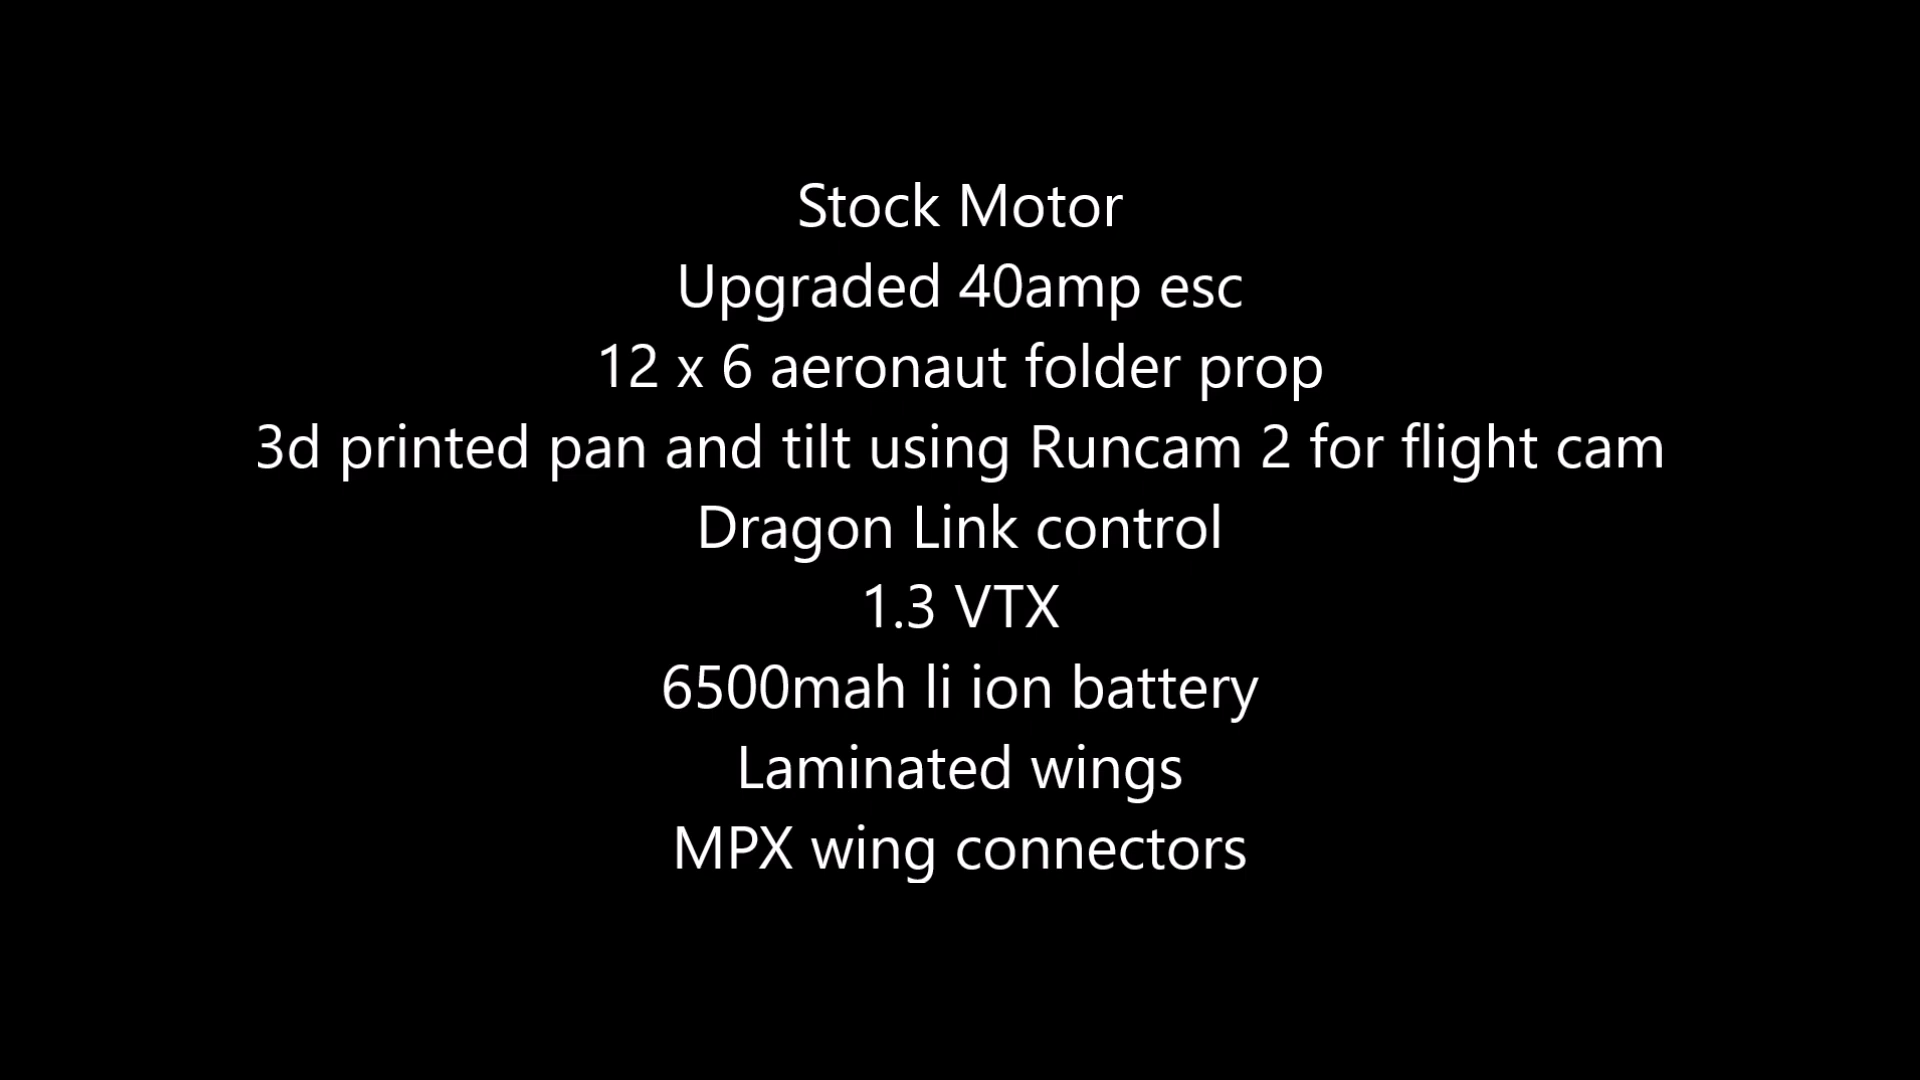 Stock Motor
Upgraded 40amp esc
12 x 6 aeronaut folder prop
3d printed pan and tilt using Runcam 2 for flight cam
Dragon Link control
1.3 VTX
6500mah li ion battery
Laminated wings
MPX wing connectors